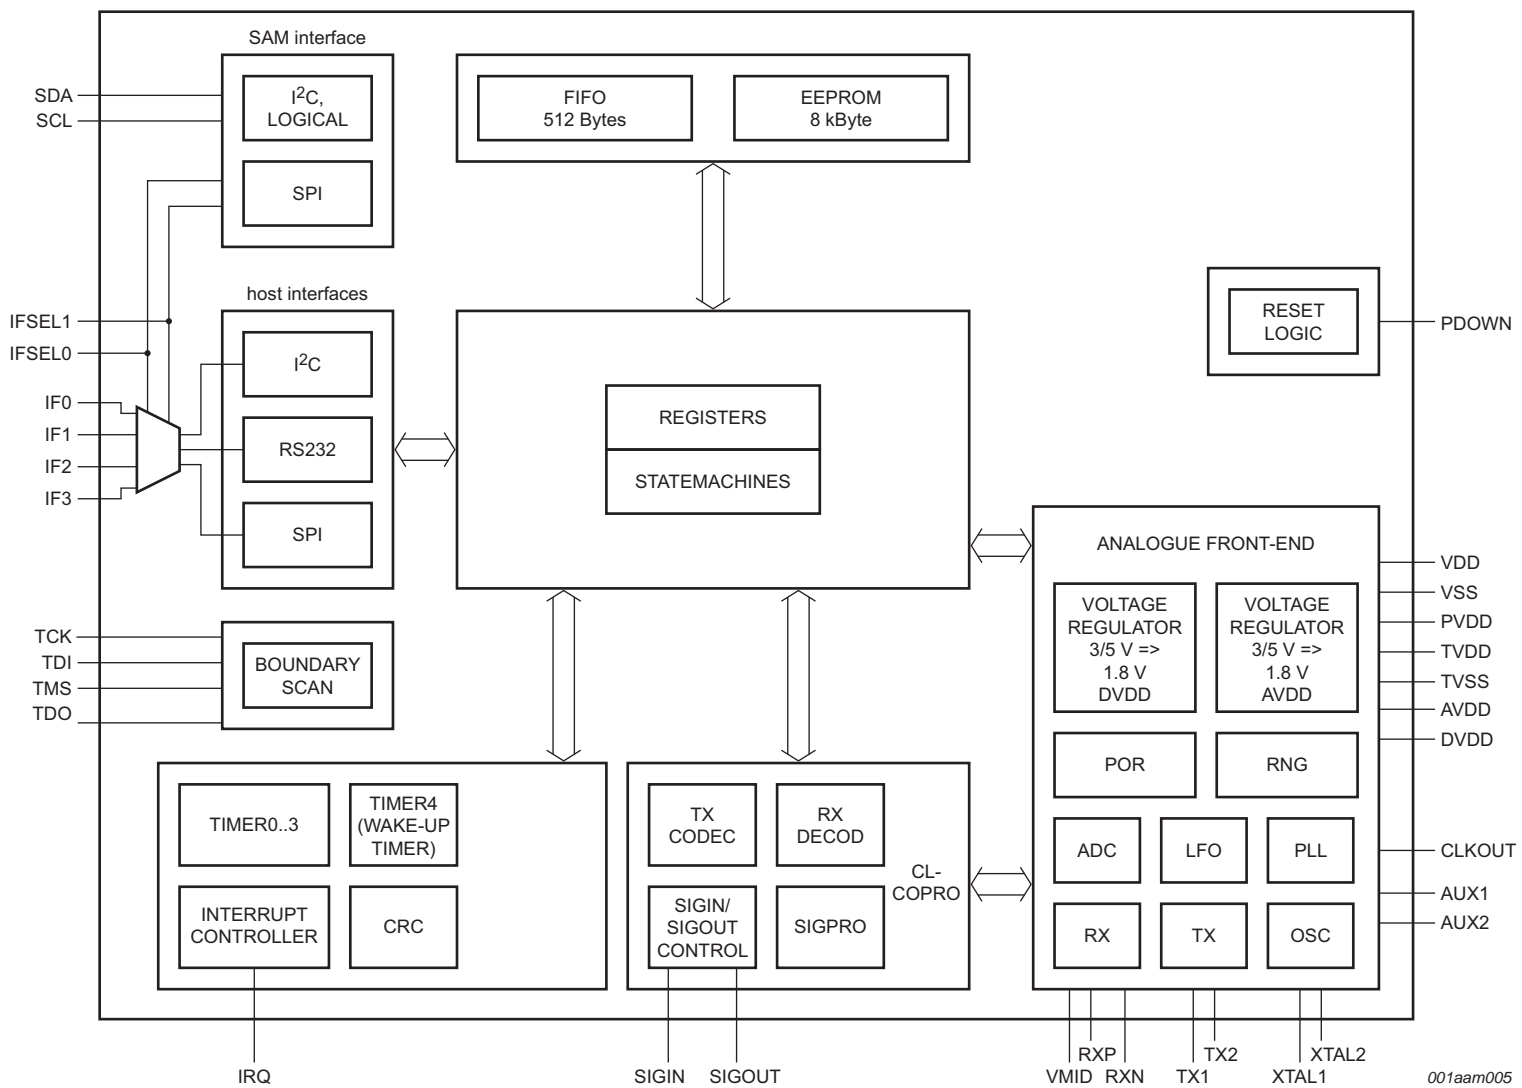 SAM interface
SDA
SCL
I²C,
LOGICAL
SPI
FIFO
512 Bytes
EEPROM
8 kByte
host interfaces
IFSEL1
IFSEL0
IF0
IF1
IF2
IF3
I²C
RS232
SPI
REGISTERS
STATEMACHINES
RESET
LOGIC
PDOWN
TCK
TDI
TMS
TDO
BOUNDARY
SCAN
ANALOGUE FRONT-END
VOLTAGE
REGULATOR
3/5 V =>
1.8 V
DVDD
VOLTAGE
REGULATOR
3/5 V =>
1.8 V
AVDD
POR
RNG
ADC
LFO
PLL
RX
TX
OSC
VDD
VSS
PVDD
TVDD
TVSS
AVDD
DVDD
CLKOUT
AUX1
AUX2
TIMER0..3
TIMER4
(WAKE-UP
TIMER)
INTERRUPT
CONTROLLER
CRC
TX
CODEC
RX
DECOD
SIGIN/
SIGOUT
CONTROL
SIGPRO
CL-
COPRO
IRQ
SIGIN
SIGOUT
VMID
RXP
RXN
TX1
TX2
XTAL1
XTAL2
001aam005